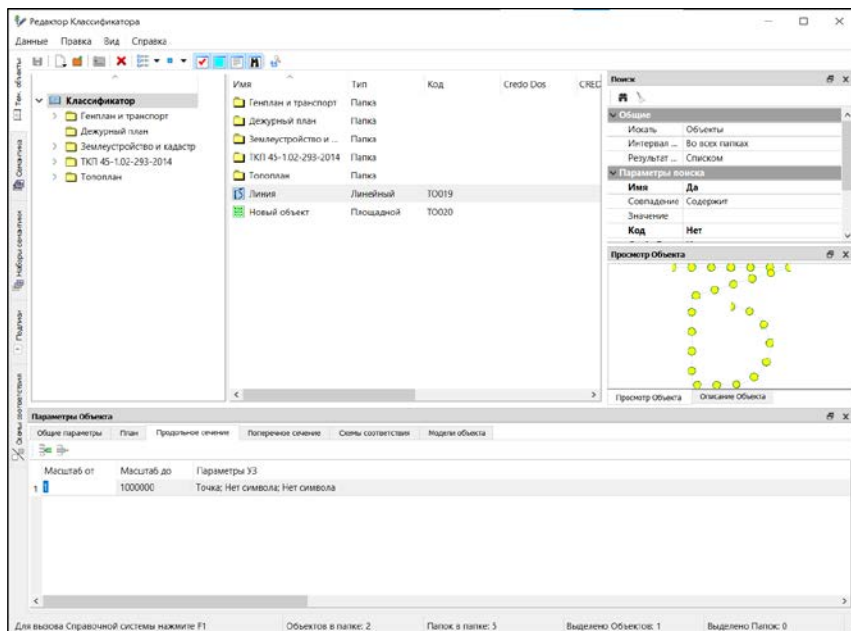 Редактор Классификатора
Данные Правка Вид Справка
Тем. объекты
Семантика
Наборы семантики
Подписи
Схемы соответствия
Классификатор
Генплан и транспорт
Дежурный план
Землеустройство и кадастр
ТКП 45-1.02-293-2014
Топоплан
Имя Тип Код Credo Dos CRED
Генплан и транспорт Папка
Дежурный план Папка
Землеустройство и ... Папка
ТКП 45-1.02-293-2014 Папка
Топоплан Папка
Линия Линейный ТО019
Новый объект Площадной ТО020
Поиск
Общие
Искать Объекты
Интервал ... Во всех папках
Результат ... Списком
Параметры поиска
Имя Да
Совпадение Содержит
Значение
Код Нет
Просмотр Объекта
Просмотр Объекта Описание Объекта
Параметры Объекта
Общие параметры План Продольное сечение Поперечное сечение Схемы соответствия Модели объекта
Масштаб от Масштаб до Параметры УЗ
1 1 1000000 Точка; Нет символа; Нет символа
Для вызова Справочной системы нажмите F1 Объектов в папке: 2 Папок в папке: 5 Выделено Объектов: 1 Выделено Папок: 0